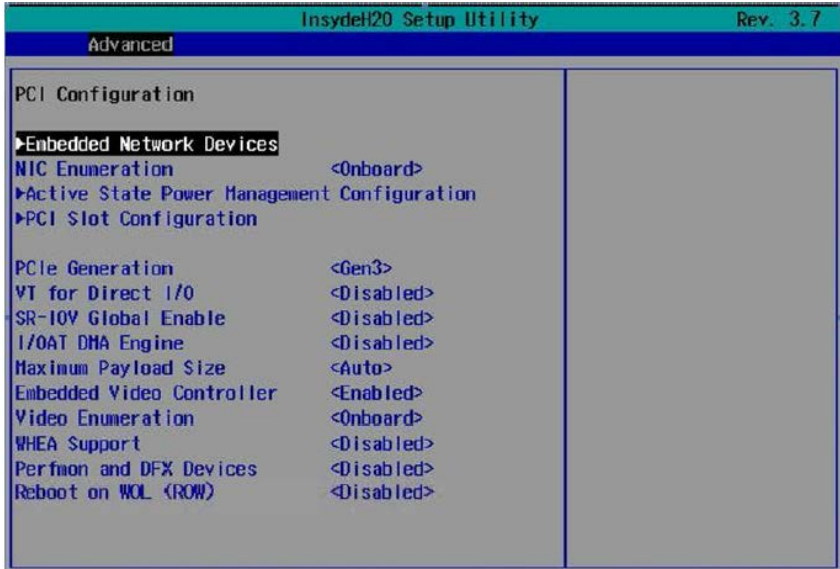 InsydeH20 Setup Utility Rev. 3.7
Advanced
PCI Configuration
▶Embedded Network Devices
NIC Enumeration <Onboard>
▶Active State Power Management Configuration
▶PCI Slot Configuration
PCIe Generation <Gen3>
VT for Direct I/O <Disabled>
SR-IOV Global Enable <Disabled>
I/OAT DMA Engine <Disabled>
Maximum Payload Size <Auto>
Embedded Video Controller <Enabled>
Video Enumeration <Onboard>
WHEA Support <Disabled>
Perfmon and DFX Devices <Disabled>
Reboot on WOL (ROW) <Disabled>